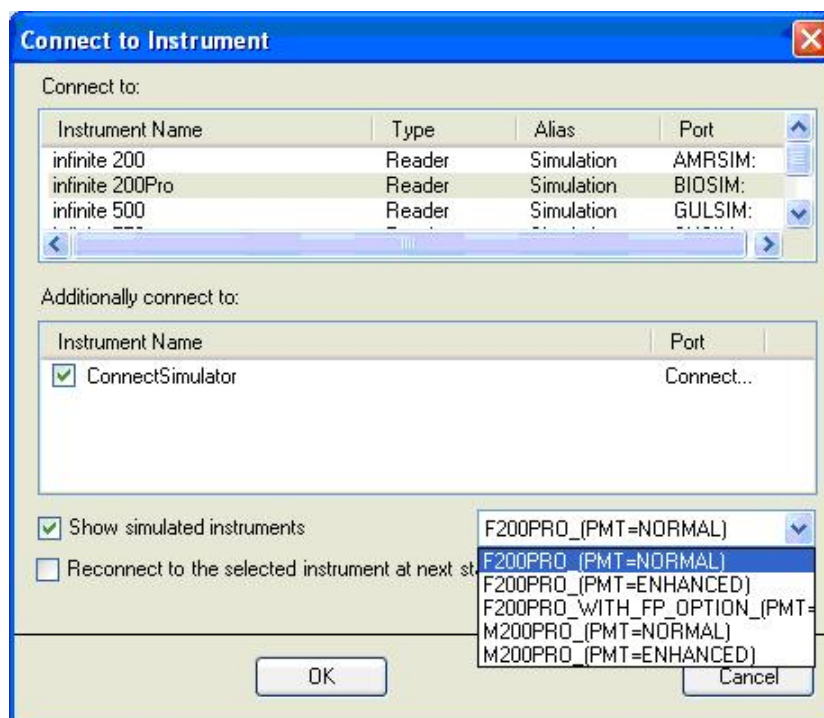 Connect to Instrument
Connect to:
Instrument Name Type Alias Port
infinite 200 Reader Simulation AMRSIM:
infinite 200Pro Reader Simulation BIOSIM:
infinite 500 Reader Simulation GULSIM:
Additionally connect to:
Instrument Name Port
ConnectSimulator Connect...
Show simulated instruments F200PRO_(PMT=NORMAL)
Reconnect to the selected instrument at next
F200PRO_(PMT=NORMAL)
F200PRO_(PMT=ENHANCED)
F200PRO_WITH_FP_OPTION_(PMT=
M200PRO_(PMT=NORMAL)
M200PRO_(PMT=ENHANCED)
OK Cancel